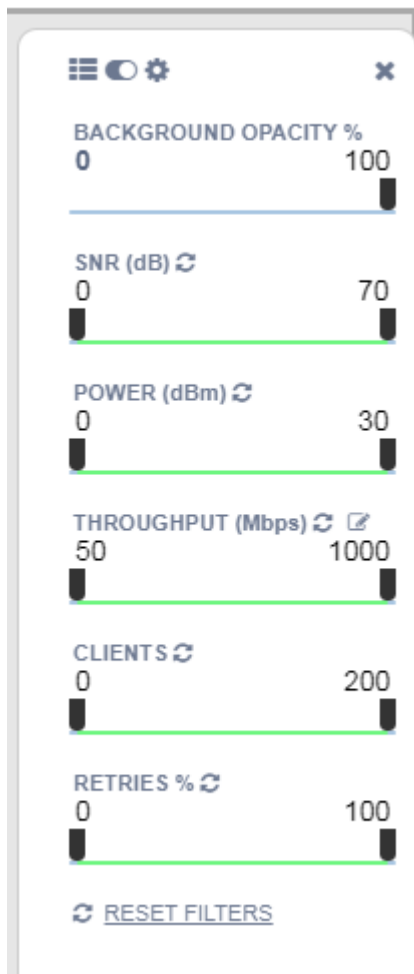 BACKGROUND OPACITY %
0 100
SNR (dB)
0 70
POWER (dBm)
0 30
THROUGHPUT (Mbps)
50 1000
CLIENTS
0 200
RETRIES %
0 100
RESET FILTERS